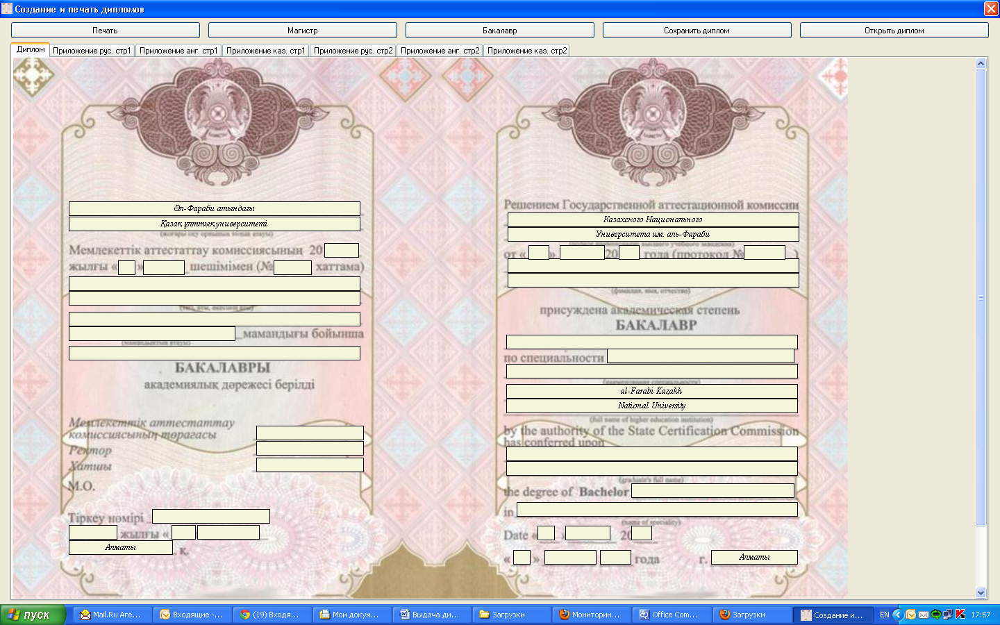 Создание и печать дипломов
Печать
Магистр
Бакалавр
Сохранить диплом
Открыть диплом
Диплом
Приложение рус. стр1
Приложение анг. стр1
Приложение каз. стр1
Приложение рус. стр2
Приложение анг. стр2
Приложение каз. стр2
Әл-Фараби атындағы
Қазақ ұлттық университеті
(жоғары оқу орнының толық атауы)
Мемлекеттік аттестаттау комиссиясының 20
жылғы « » шешімімен (№ хаттама)
(тегі, аты, әкесінің аты)
мамандығы бойынша
(мамандықтың атауы)
БАКАЛАВРЫ
академиялық дәрежесі берілді
Мемлекеттік аттестаттау
комиссиясының төрағасы
Ректор
Хатшы
М.О.
Тіркеу нөмірі
жылғы «
Алматы к.
Решением Государственной аттестационной комиссии
Казахского Национального
Университета им. аль-Фараби
(полное наименование высшего учебного заведения)
от « » 20 года (протокол № )
(фамилия, имя, отчество)
присуждена академическая степень
БАКАЛАВР
по специальности
(наименование специальности)
al-Farabi Kazakh
National University
(full name of higher education institution)
by the authority of the State Certification Commission
has conferred upon
(graduate's full name)
the degree of Bachelor
in
(name of speciality)
Date « » 20
« » года г. Алматы
пуск
Mail.Ru Аге...
Входящие -...
(19) Входя...
Мои докум...
Выдача ди...
Загрузки
Мониторин...
Office Com...
Загрузки
Создание и...
EN
17:57